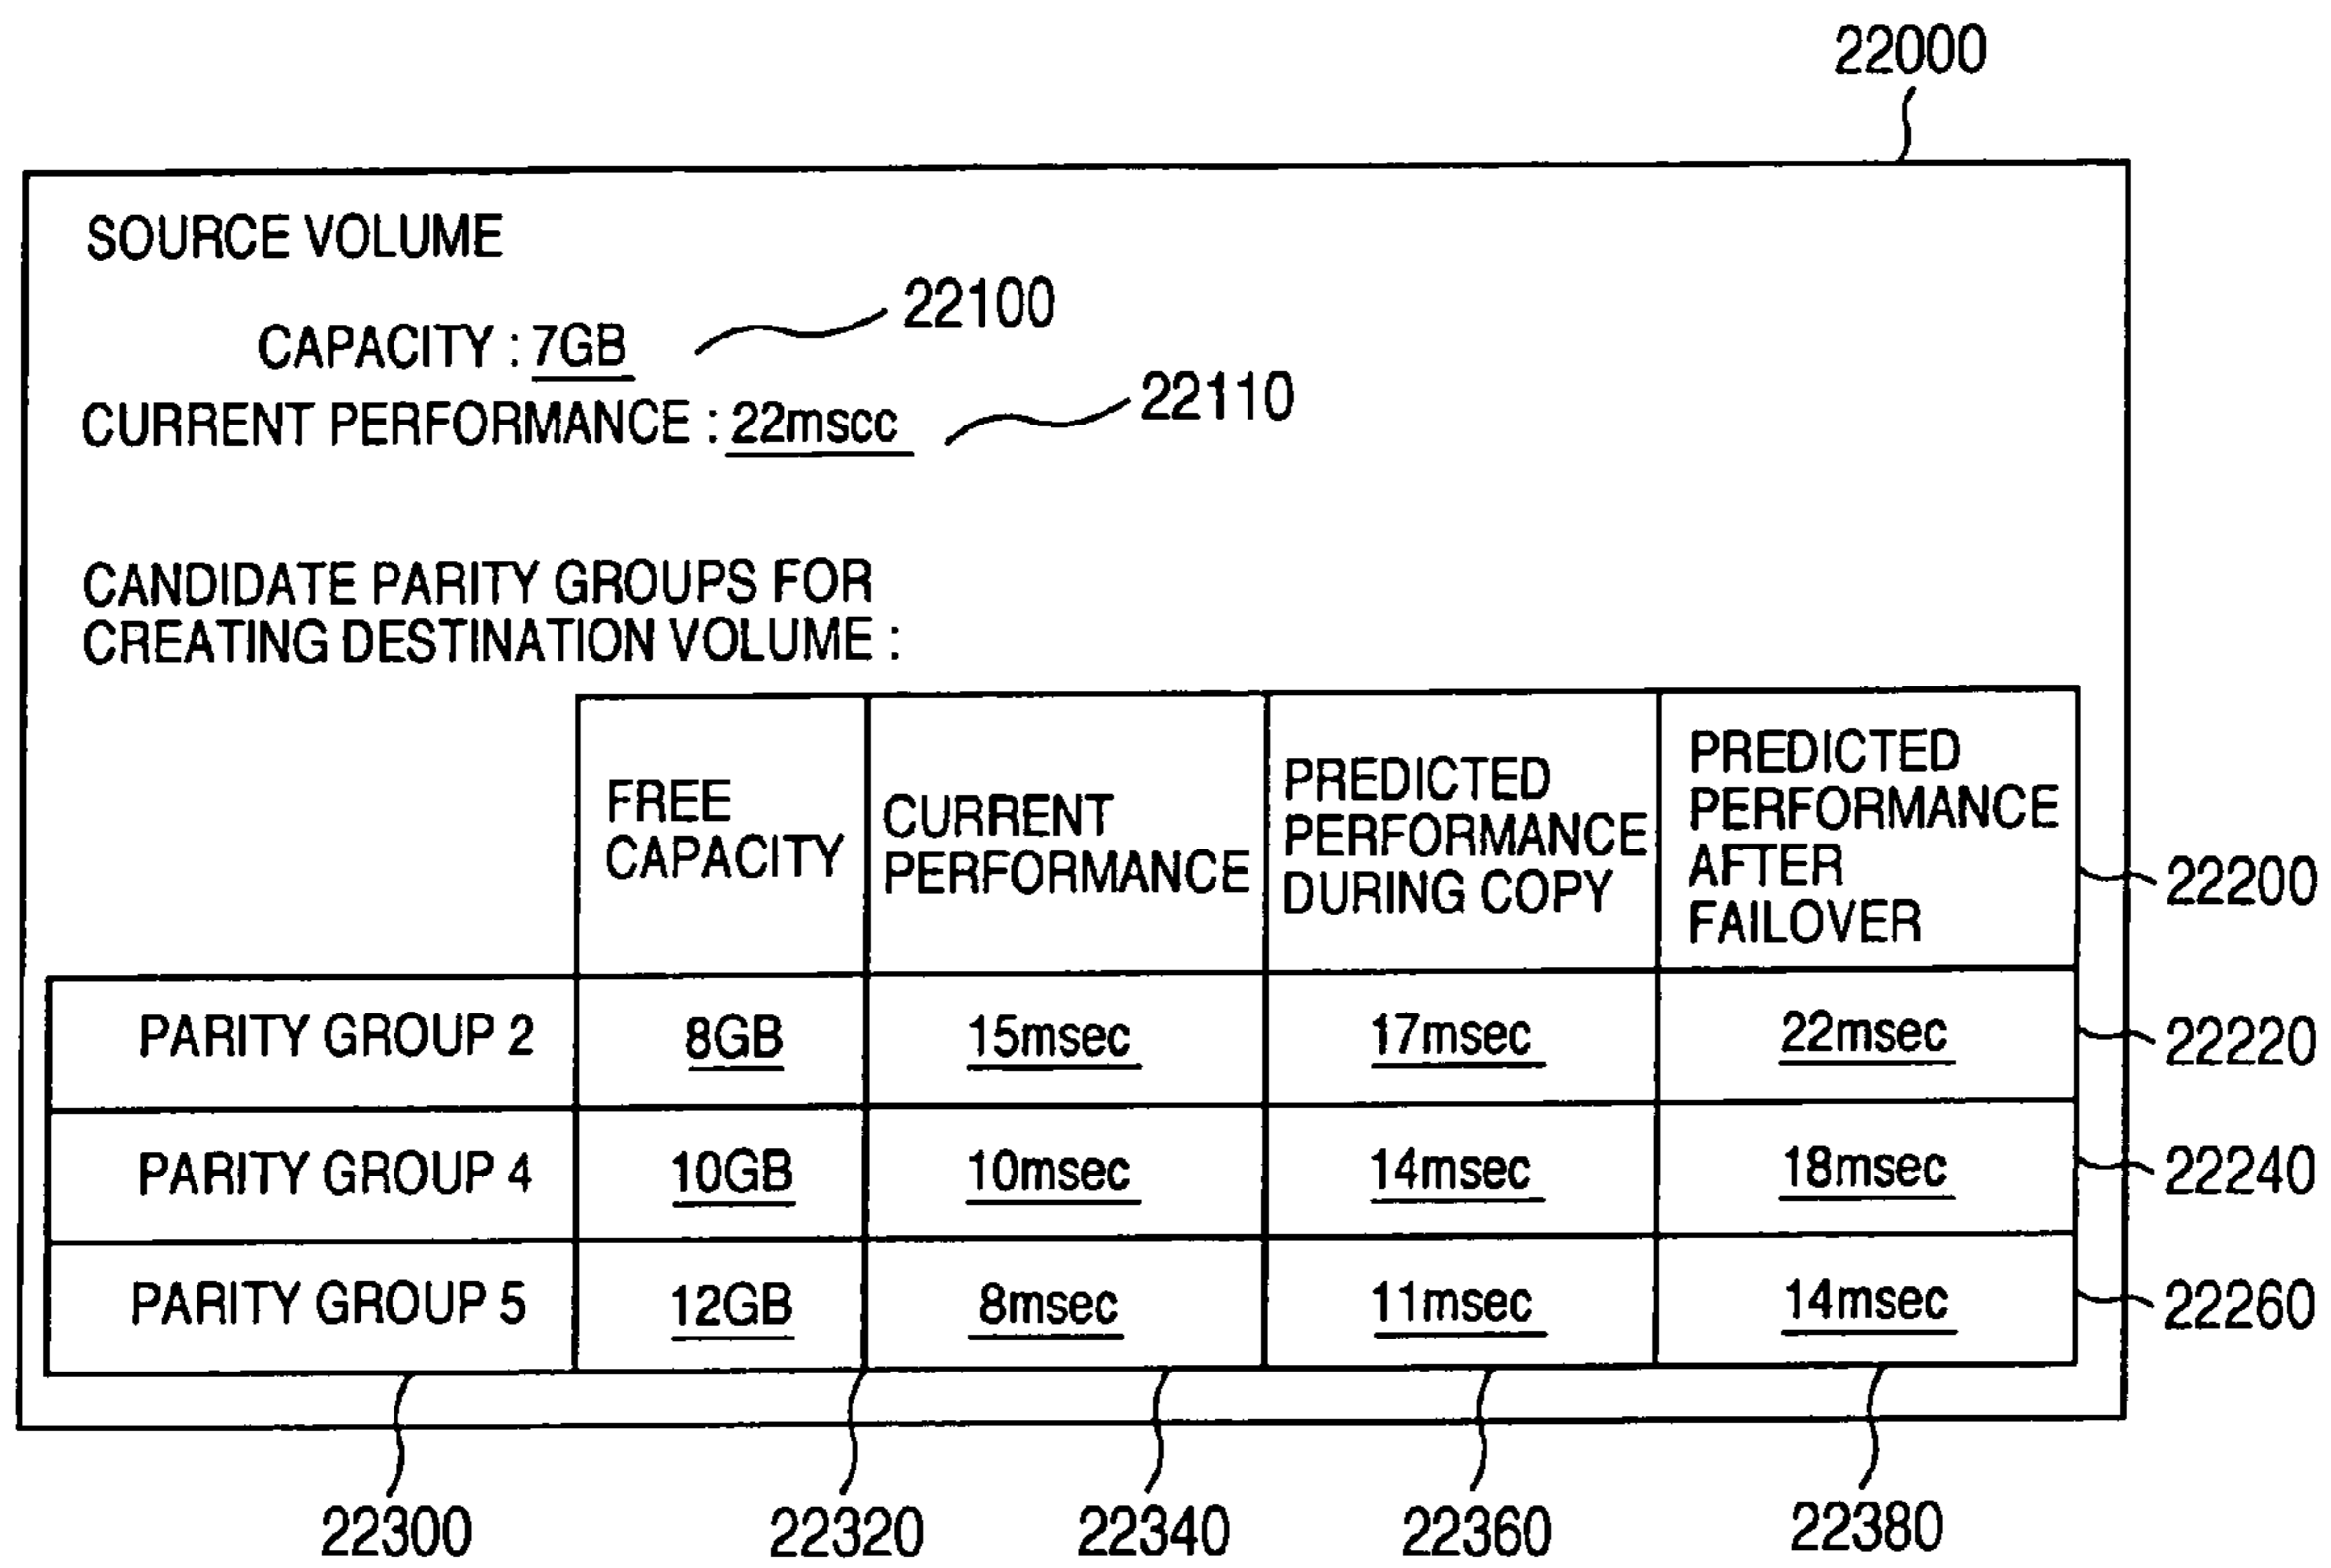 22000
SOURCE VOLUME
CAPACITY : 7GB
22100
CURRENT PERFORMANCE : 22mscc
22110
CANDIDATE PARITY GROUPS FOR
CREATING DESTINATION VOLUME :
FREE
CAPACITY
CURRENT
PERFORMANCE
PREDICTED
PERFORMANCE
DURING COPY
PREDICTED
PERFORMANCE
AFTER
FAILOVER
22200
PARITY GROUP 2 8GB 15msec 17msec 22msec 22220
PARITY GROUP 4 10GB 10msec 14msec 18msec 22240
PARITY GROUP 5 12GB 8msec 11msec 14msec 22260
22300 22320 22340 22360 22380